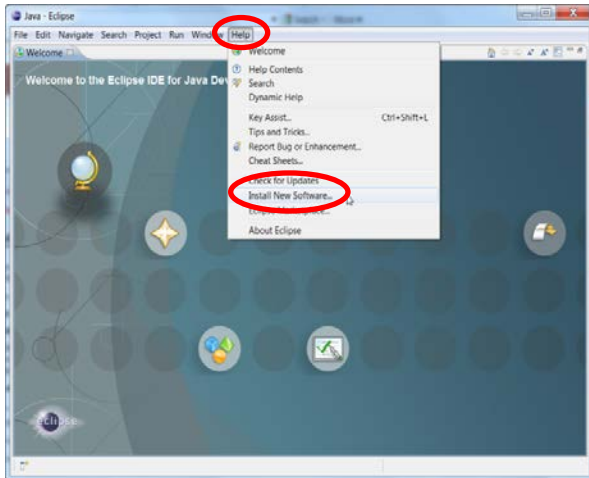 Java - Eclipse
File Edit Navigate Search Project Run Window Help
Welcome
Welcome to the Eclipse IDE for Java Dev
Welcome
Help Contents
Search
Dynamic Help
Key Assist... Ctrl+Shift+L
Tips and Tricks...
Report Bug or Enhancement...
Cheat Sheets...
Check for Updates
Install New Software...
Eclipse Marketplace...
About Eclipse
eclipse